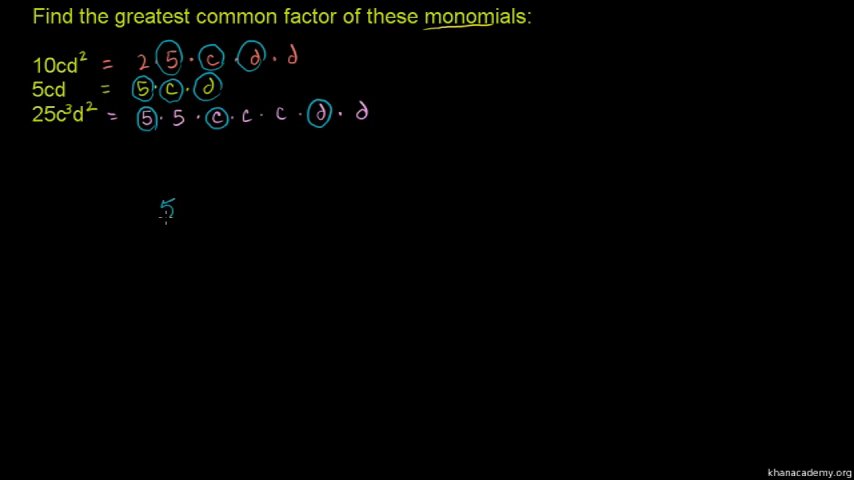 Find the greatest common factor of these monomials:
10cd² = 2 · 5 · c · d · d
5cd = 5 · c · d
25c³d² = 5 · 5 · c · c · c · d · d
5
khanacademy.org